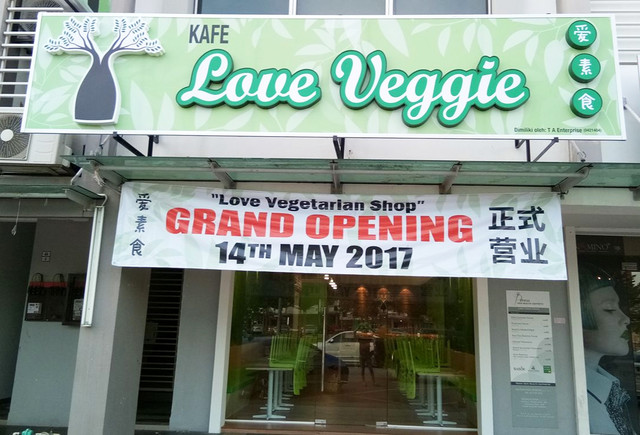 KAFE
Love Veggie
爱素食
Dimiliki oleh: T A Enterprise
爱素食
"Love Vegetarian Shop"
GRAND OPENING
14TH MAY 2017
正式
营业